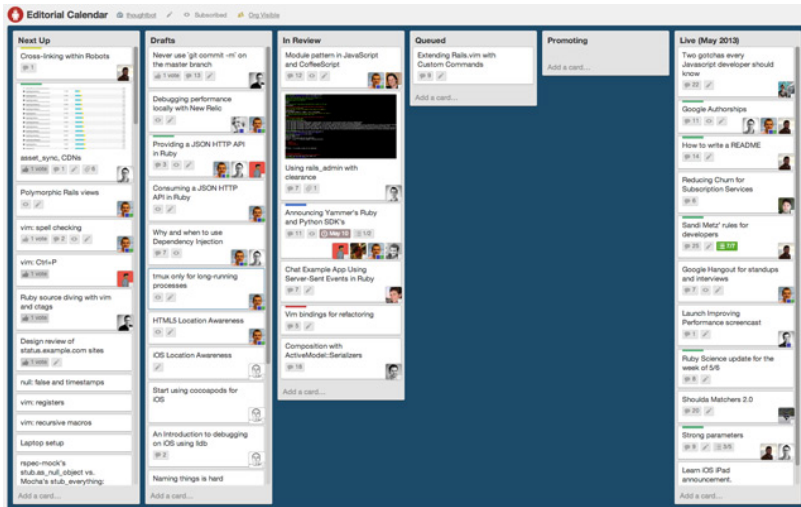 Editorial Calendar thoughtbot Subscribed Org Visible
Next Up
Cross-linking within Robots
1
asset_sync, CDNs
1 vote 1 6
Polymorphic Rails views
vim: spell checking
1 vote 2
vim: Ctrl+P
1 vote
Ruby source diving with vim
and ctags
1 vote
Design review of
status.example.com sites
1 vote
null: false and timestamps
vim: registers
vim: recursive macros
Laptop setup
rspec-mock's
stub.as_null_object vs.
Mocha's stub_everything:
Add a card...
Drafts
Never use `git commit -m' on
the master branch
1 vote 13
Debugging performance
locally with New Relic
Providing a JSON HTTP API
in Ruby
3
Consuming a JSON HTTP
API in Ruby
Why and when to use
Dependency Injection
7
tmux only for long-running
processes
HTML5 Location Awareness
iOS Location Awareness
Start using cocoapods for
iOS
An Introduction to debugging
on iOS using lldb
2
Naming things is hard
Add a card...
In Review
Module pattern in JavaScript
and CoffeeScript
12
Using rails_admin with
clearance
7 1
Announcing Yammer's Ruby
and Python SDK's
11 May 10 1/2
Chat Example App Using
Server-Sent Events in Ruby
7
Vim bindings for refactoring
5
Composition with
ActiveModel::Serializers
16
Add a card...
Queued
Extending Rails.vim with
Custom Commands
6
Add a card...
Promoting
Add a card...
Live (May 2013)
Two gotchas every
Javascript developer should
know
22
Google Authorships
11
How to write a README
14
Reducing Churn for
Subscription Services
6
Sandi Metz' rules for
developers
25 7/7
Google Hangout for standups
and interviews
7
Launch Improving
Performance screencast
1
Ruby Science update for the
week of 5/6
8
Shoulda Matchers 2.0
20
Strong parameters
9 3/5
Learn iOS iPad
announcement.
Add a card...